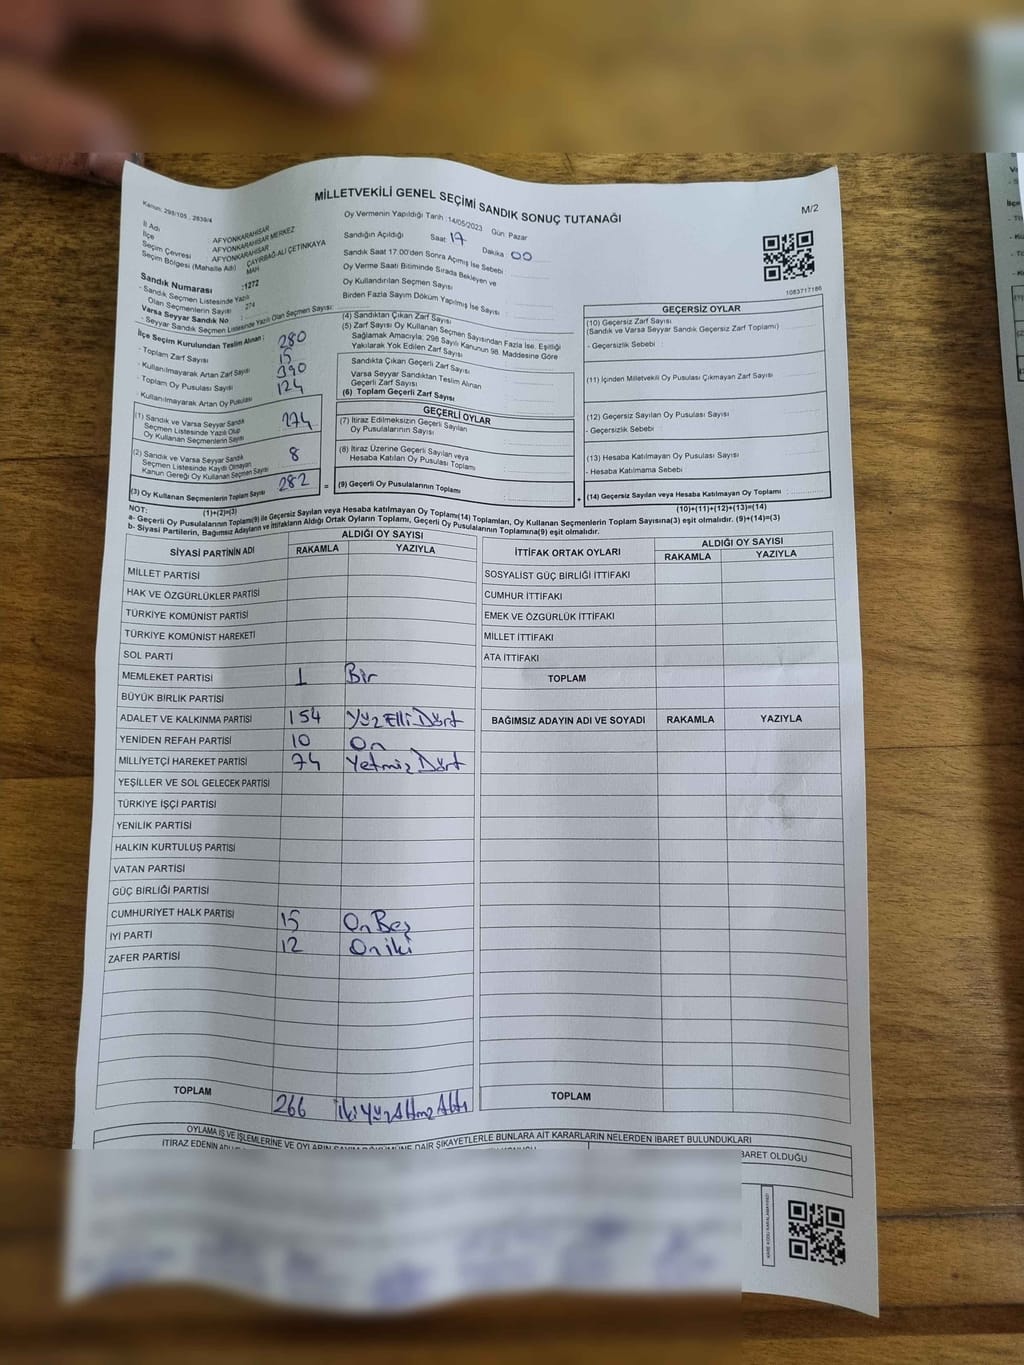 MİLLETVEKİLİ GENEL SEÇİMİ SANDIK SONUÇ TUTANAĞI
M/2
Kanun: 298/105 , 2839/4
Oy Vermenin Yapıldığı Tarih :14/05/2023 Gün: Pazar
İl Adı AFYONKARAHİSAR
İlçe AFYONKARAHİSAR MERKEZ
Seçim Çevresi AFYONKARAHİSAR
Seçim Bölgesi (Mahalle Adı) ÇAYIRBAĞ-ALİ ÇETİNKAYA MAH
Sandığın Açıldığı Saat 17 Dakika : 00
Sandık Saat 17:00'den Sonra Açımış İse Sebebi
Oy Verme Saati Bitiminde Sırada Bekleyen ve
Oy Kullandırılan Seçmen Sayısı
Birden Fazla Sayım Döküm Yapılmış İse Sayısı :
1083717186
Sandık Numarası :1272
- Sandık Seçmen Listesinde Yazılı
Olan Seçmenlerin Sayısı : 274
Varsa Seyyar Sandık No
- Seyyar Sandık Seçmen Listesinde Yazılı Olan Seçmen Sayısı:
İlçe Seçim Kurulundan Teslim Alınan :
- Toplam Zarf Sayısı 280
- Kullanılmayarak Artan Zarf Sayısı 15
- Toplam Oy Pusulası Sayısı 390
- Kullanılmayarak Artan Oy Pusulası 124
(1) Sandık ve Varsa Seyyar Sandık
Seçmen Listesinde Yazılı Olup
Oy Kullanan Seçmenlerin Sayısı 274
(2) Sandık ve Varsa Seyyar Sandık
Seçmen Listesinde Kaydı Olmayan
Kanun Gereği Oy Kullanan Seçmen Sayısı 8
(3) Oy Kullanan Seçmenlerin Toplam Sayısı 282
(1)+(2)=(3)
(4) Sandıktan Çıkan Zarf Sayısı
(5) Zarf Sayısı Oy Kullanan Seçmen Sayısından Fazla İse, Eşitliği
Sağlamak Amacıyla; 298 Sayılı Kanunun 98. Maddesine Göre
Yakılarak Yok Edilen Zarf Sayısı
Sandıkta Çıkan Geçerli Zarf Sayısı
Varsa Seyyar Sandıktan Teslim Alınan
Geçerli Zarf Sayısı
(6) Toplam Geçerli Zarf Sayısı
GEÇERLİ OYLAR
(7) İtiraz Edilmeksizin Geçerli Sayılan
Oy Pusulalarının Sayısı
(8) İtiraz Üzerine Geçerli Sayılan veya
Hesaba Katılan Oy Pusulası Toplamı
= (9) Geçerli Oy Pusulalarının Toplamı
GEÇERSİZ OYLAR
(10) Geçersiz Zarf Sayısı
(Sandık ve Varsa Seyyar Sandık Geçersiz Zarf Toplamı)
- Geçersizlik Sebebi :
(11) İçinden Milletvekili Oy Pusulası Çıkmayan Zarf Sayısı
(12) Geçersiz Sayılan Oy Pusulası Sayısı
- Geçersizlik Sebebi :
(13) Hesaba Katılmayan Oy Pusulası Sayısı
- Hesaba Katılmama Sebebi
+ (14) Geçersiz Sayılan veya Hesaba Katılmayan Oy Toplamı :
(10)+(11)+(12)+(13)=(14)
NOT:
a- Geçerli Oy Pusulalarının Toplamı(9) ile Geçersiz Sayılan veya Hesaba katılmayan Oy Toplamı(14) Toplamları, Oy Kullanan Seçmenlerin Toplam Sayısına(3) eşit olmalıdır. (9)+(14)=(3)
b- Siyasi Partilerin, Bağımsız Adayların ve İttifakların Aldığı Ortak Oyların Toplamı, Geçerli Oy Pusulalarının Toplamına(9) eşit olmalıdır.
SİYASİ PARTİNİN ADI ALDIĞI OY SAYISI
RAKAMLA YAZIYLA
MİLLET PARTİSİ
HAK VE ÖZGÜRLÜKLER PARTİSİ
TÜRKİYE KOMÜNİST PARTİSİ
TÜRKİYE KOMÜNİST HAREKETİ
SOL PARTİ
MEMLEKET PARTİSİ 1 Bir
BÜYÜK BİRLİK PARTİSİ
ADALET VE KALKINMA PARTİSİ 154 Yüz Elli Dört
YENİDEN REFAH PARTİSİ 10 On
MİLLİYETÇİ HAREKET PARTİSİ 74 Yetmiz Dört
YEŞİLLER VE SOL GELECEK PARTİSİ
TÜRKİYE İŞÇİ PARTİSİ
YENİLİK PARTİSİ
HALKIN KURTULUŞ PARTİSİ
VATAN PARTİSİ
GÜÇ BİRLİĞİ PARTİSİ
CUMHURİYET HALK PARTİSİ 15 On Beş
İYİ PARTİ 12 On iki
ZAFER PARTİSİ
TOPLAM 266 İki Yüz Altmz Altı
İTTİFAK ORTAK OYLARI ALDIĞI OY SAYISI
RAKAMLA YAZIYLA
SOSYALİST GÜÇ BİRLİĞİ İTTİFAKI
CUMHUR İTTİFAKI
EMEK VE ÖZGÜRLÜK İTTİFAKI
MİLLET İTTİFAKI
ATA İTTİFAKI
TOPLAM
BAĞIMSIZ ADAYIN ADI VE SOYADI RAKAMLA YAZIYLA
TOPLAM
OYLAMA İŞ VE İŞLEMLERİNE VE OYLARIN SAYIM DÖKÜMÜNE DAİR ŞİKAYETLERLE BUNLARA AİT KARARLARIN NELERDEN İBARET BULUNDUKLARI
İTİRAZ EDENİN
BARET OLDUĞU